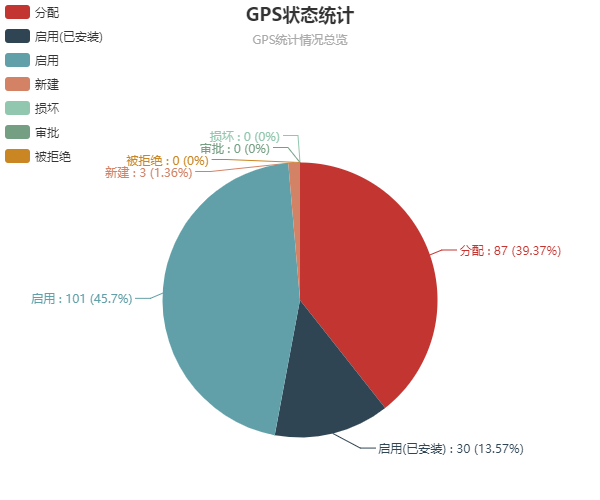 GPS状态统计
GPS统计情况总览
分配
启用(已安装)
启用
新建
损坏
审批
被拒绝
损坏 : 0 (0%)
审批 : 0 (0%)
被拒绝 : 0 (0%)
新建 : 3 (1.36%)
分配 : 87 (39.37%)
启用 : 101 (45.7%)
启用(已安装) : 30 (13.57%)